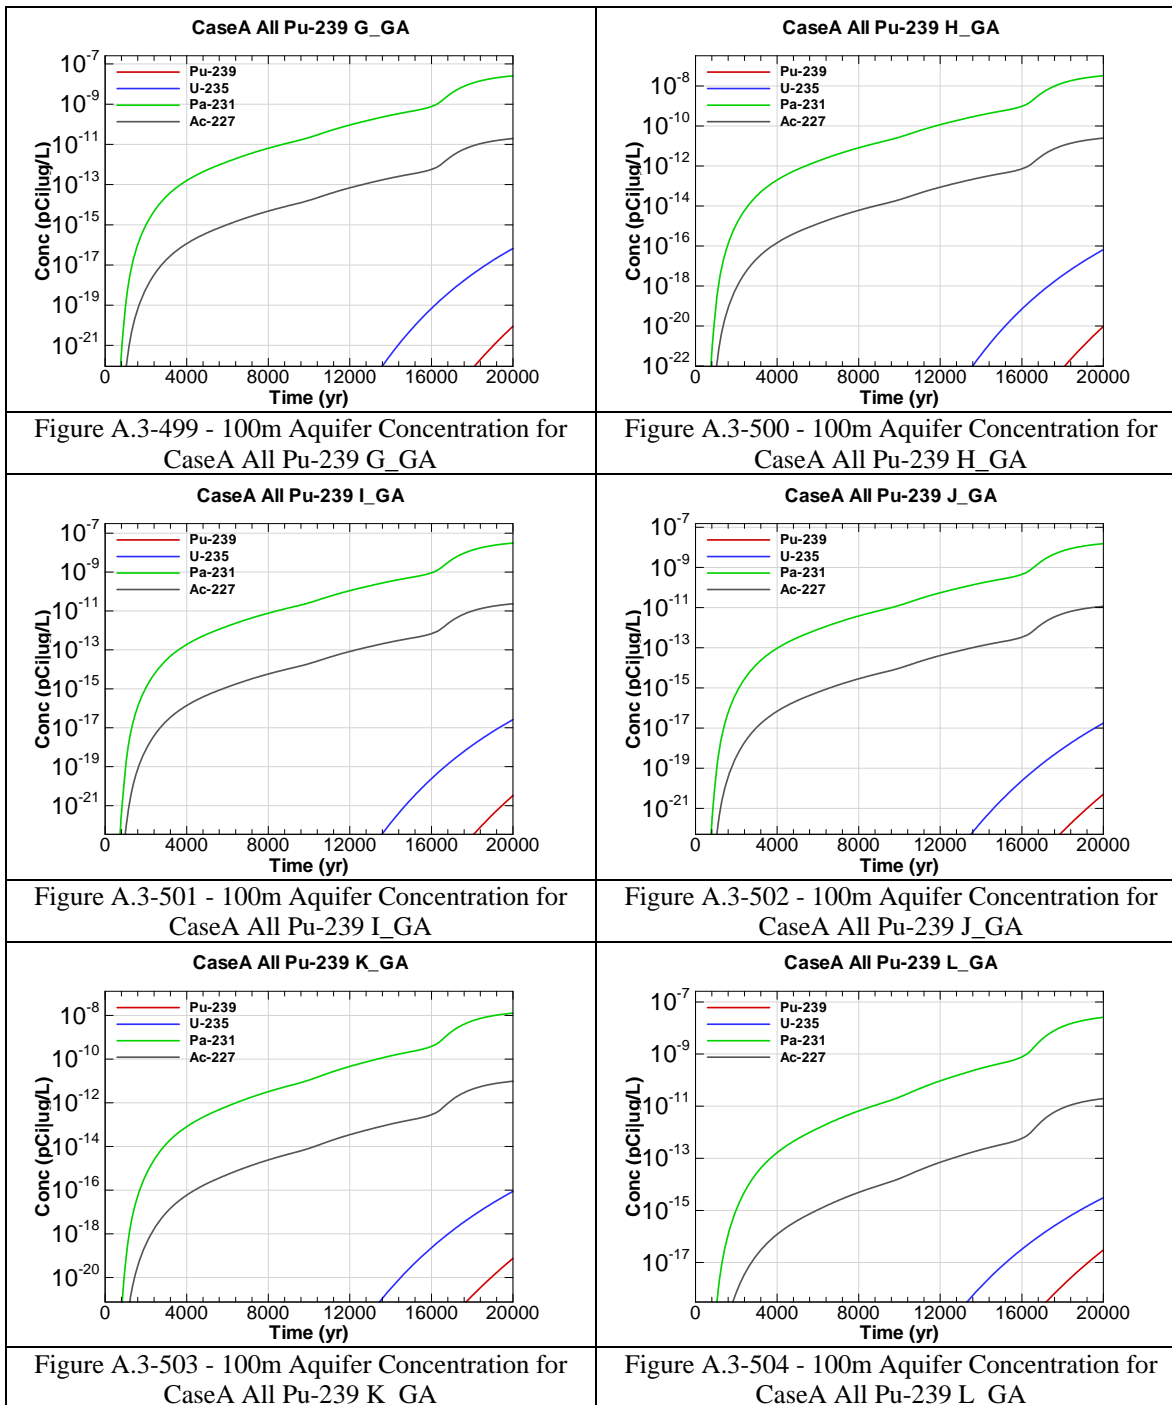 CaseA All Pu-239 G_GA
Pu-239
U-235
Pa-231
Ac-227
Conc (pCi|ug/L)
10-7
10-9
10-11
10-13
10-15
10-17
10-19
10-21
0 4000 8000 12000 16000 20000
Time (yr)
Figure A.3-499 - 100m Aquifer Concentration for
CaseA All Pu-239 G_GA
CaseA All Pu-239 H_GA
Pu-239
U-235
Pa-231
Ac-227
Conc (pCi|ug/L)
10-8
10-10
10-12
10-14
10-16
10-18
10-20
10-22
0 4000 8000 12000 16000 20000
Time (yr)
Figure A.3-500 - 100m Aquifer Concentration for
CaseA All Pu-239 H_GA
CaseA All Pu-239 I_GA
Pu-239
U-235
Pa-231
Ac-227
Conc (pCi|ug/L)
10-7
10-9
10-11
10-13
10-15
10-17
10-19
10-21
0 4000 8000 12000 16000 20000
Time (yr)
Figure A.3-501 - 100m Aquifer Concentration for
CaseA All Pu-239 I_GA
CaseA All Pu-239 J_GA
Pu-239
U-235
Pa-231
Ac-227
Conc (pCi|ug/L)
10-7
10-9
10-11
10-13
10-15
10-17
10-19
10-21
0 4000 8000 12000 16000 20000
Time (yr)
Figure A.3-502 - 100m Aquifer Concentration for
CaseA All Pu-239 J_GA
CaseA All Pu-239 K_GA
Pu-239
U-235
Pa-231
Ac-227
Conc (pCi|ug/L)
10-8
10-10
10-12
10-14
10-16
10-18
10-20
0 4000 8000 12000 16000 20000
Time (yr)
Figure A.3-503 - 100m Aquifer Concentration for
CaseA All Pu-239 K_GA
CaseA All Pu-239 L_GA
Pu-239
U-235
Pa-231
Ac-227
Conc (pCi|ug/L)
10-7
10-9
10-11
10-13
10-15
10-17
0 4000 8000 12000 16000 20000
Time (yr)
Figure A.3-504 - 100m Aquifer Concentration for
CaseA All Pu-239 L_GA